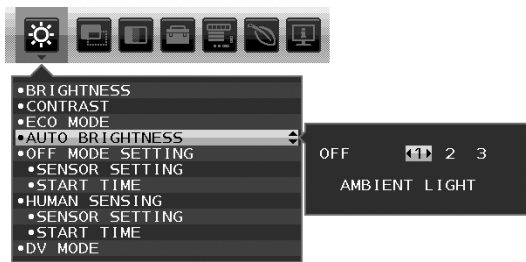 •BRIGHTNESS
•CONTRAST
•ECO MODE
•AUTO BRIGHTNESS
•OFF MODE SETTING
•SENSOR SETTING
•START TIME
•HUMAN SENSING
•SENSOR SETTING
•START TIME
•DV MODE
OFF 1 2 3
AMBIENT LIGHT